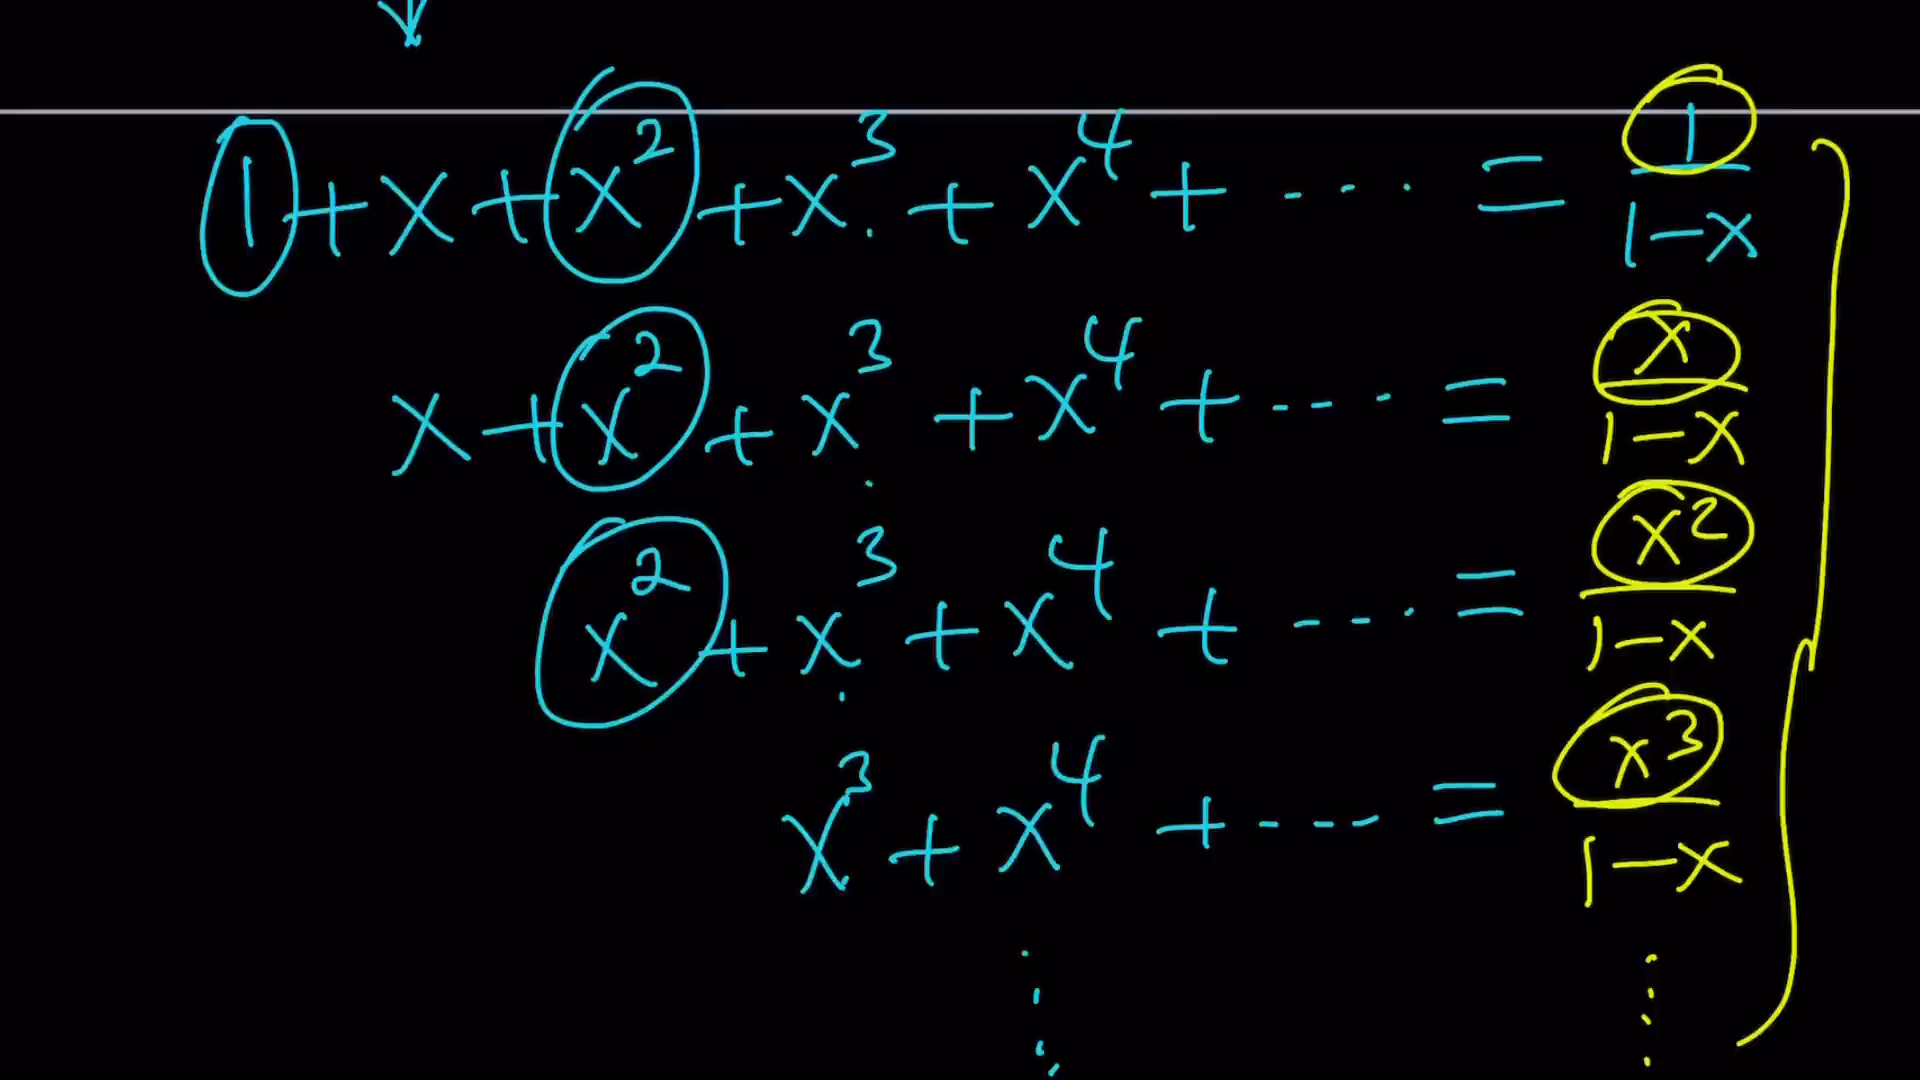 1 + x + x² + x³ + x⁴ + ---- = 1/(1-x)
x + x² + x³ + x⁴ + ---- = x/(1-x)
x² + x³ + x⁴ + ---- = x²/(1-x)
x³ + x⁴ + ---- = x³/(1-x)